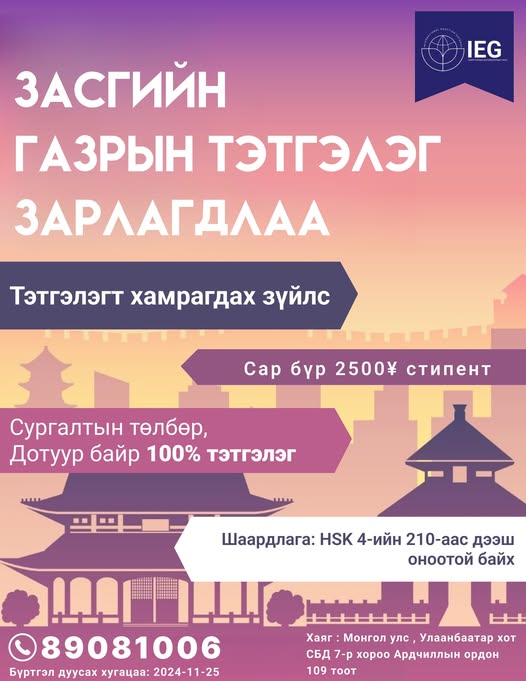 IEG
ЗАСГИЙН
ГАЗРЫН ТЭТГЭЛЭГ
ЗАРЛАГДЛАА
Тэтгэлэгт хамрагдах зүйлс
Сар бүр 2500¥ стипент
Сургалтын төлбөр,
Дотуур байр 100% тэтгэлэг
Шаардлага: HSK 4-ийн 210-аас дээш
оноотой байх
89081006
Бүртгэл дуусах хугацаа: 2024-11-25
Хаяг : Монгол улс , Улаанбаатар хот
СБД 7-р хороо Ардчиллын ордон
109 тоот